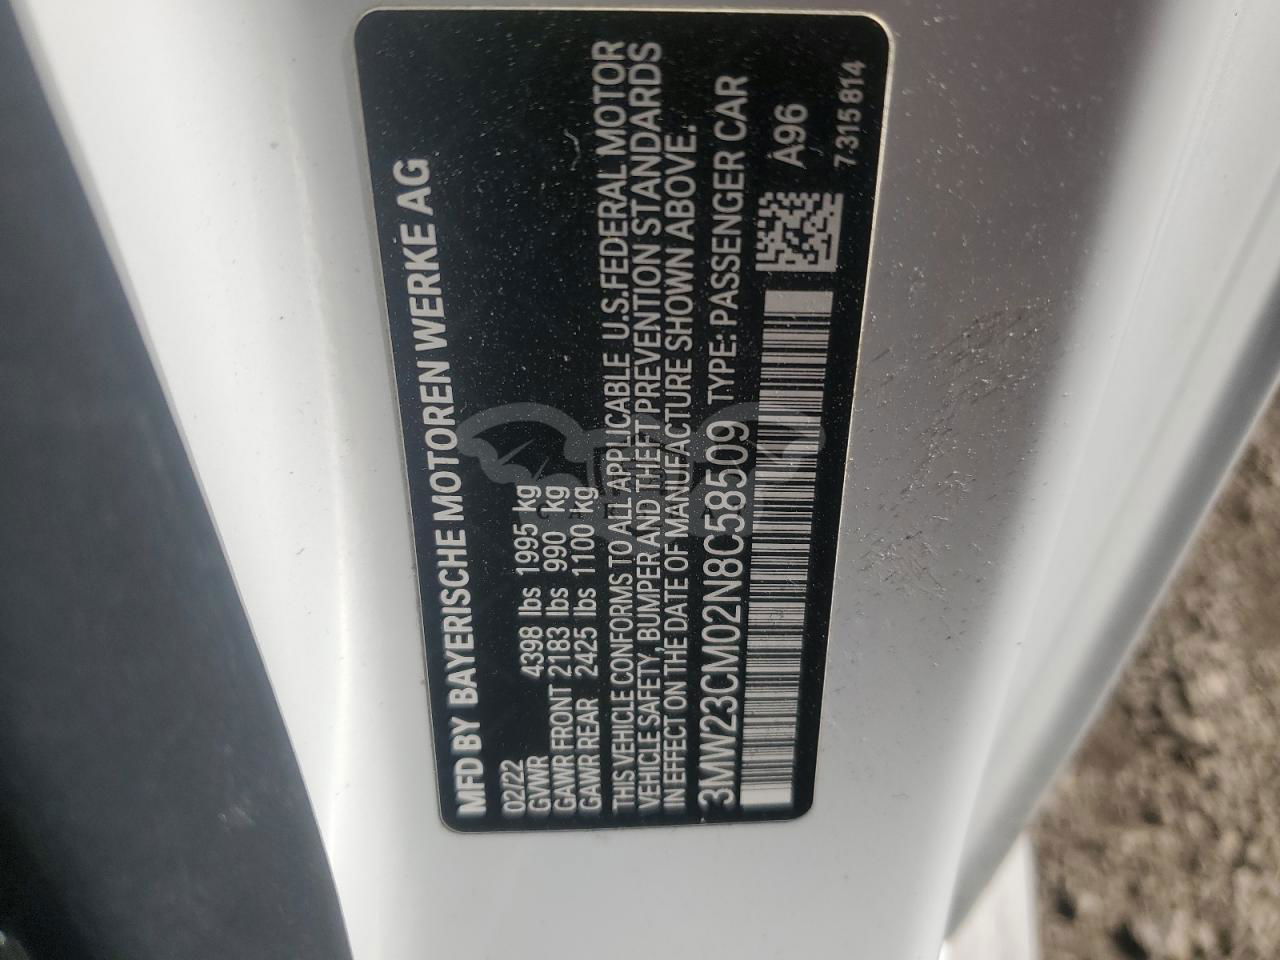 MFD BY BAYERISCHE MOTOREN WERKE AG
02/22
GVWR 4398 lbs 1995 kg
GAWR FRONT 2183 lbs 990 kg
GAWR REAR 2425 lbs 1100 kg
THIS VEHICLE CONFORMS TO ALL APPLICABLE U.S.FEDERAL MOTOR
VEHICLE SAFETY, BUMPER AND THEFT PREVENTION STANDARDS
IN EFFECT ON THE DATE OF MANUFACTURE SHOWN ABOVE.
3MW23CM02N8C58509 TYPE: PASSENGER CAR
A96
7 315 814